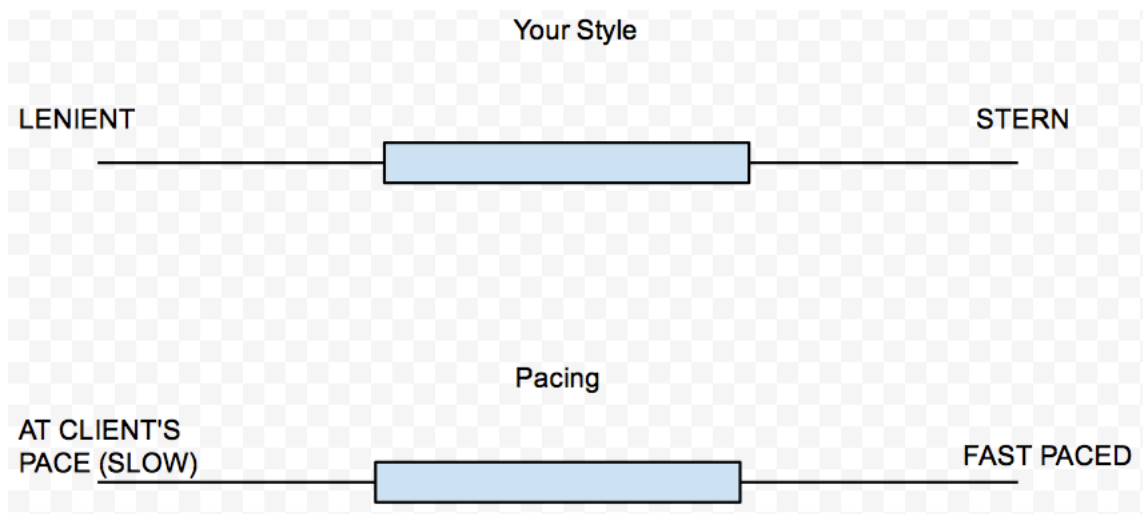 Your Style
LENIENT
STERN
Pacing
AT CLIENT'S
PACE (SLOW)
FAST PACED